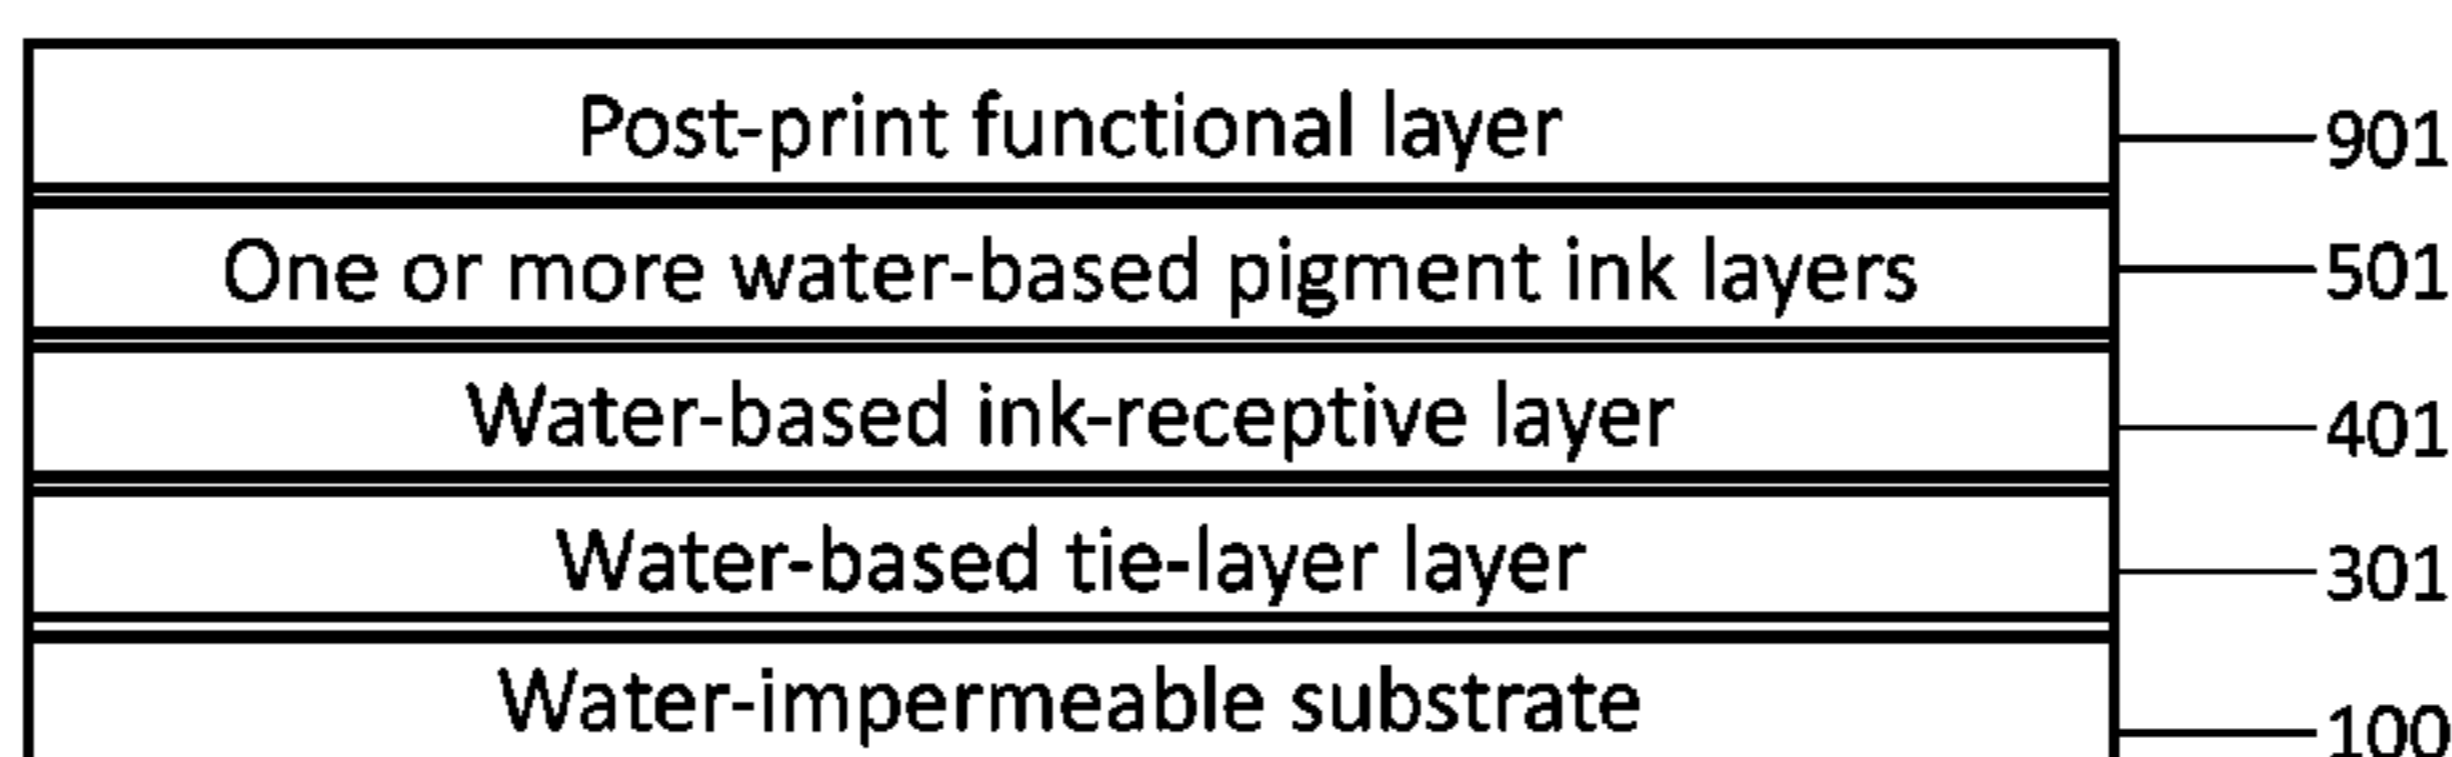 Post-print functional layer 901
One or more water-based pigment ink layers 501
Water-based ink-receptive layer 401
Water-based tie-layer layer 301
Water-impermeable substrate 100